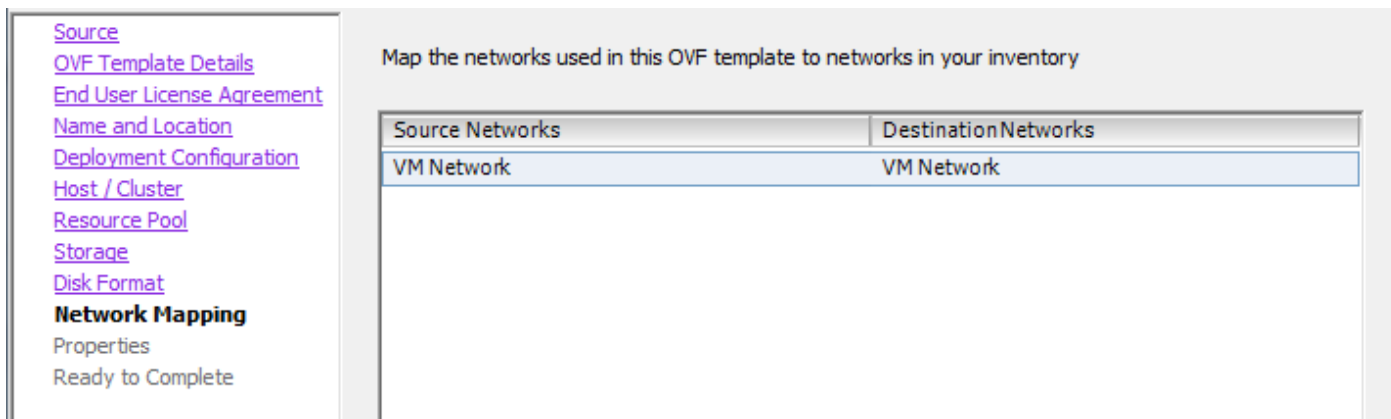 Source
OVF Template Details
End User License Agreement
Name and Location
Deployment Configuration
Host / Cluster
Resource Pool
Storage
Disk Format
Network Mapping
Properties
Ready to Complete
Map the networks used in this OVF template to networks in your inventory
Source Networks DestinationNetworks
VM Network VM Network